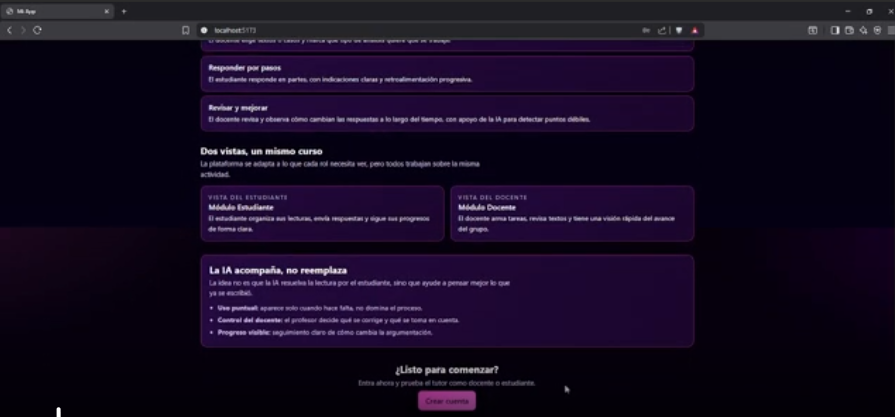 IA App
localhost:5173
El docente elige textos o casos y marca qué tipo de análisis quiere que se trabaje.
Responder por pasos
El estudiante responde en partes, con indicaciones claras y retroalimentación progresiva.
Revisar y mejorar
El docente revisa y observa cómo cambian las respuestas a lo largo del tiempo, con apoyo de la IA para detectar puntos débiles.
Dos vistas, un mismo curso
La plataforma se adapta a lo que cada rol necesita ver, pero todos trabajan sobre la misma
actividad.
VISTA DEL ESTUDIANTE
Módulo Estudiante
El estudiante organiza sus lecturas, envía respuestas y sigue sus progresos
de forma clara.
VISTA DEL DOCENTE
Módulo Docente
El docente arma tareas, revisa textos y tiene una visión rápida del avance
del grupo.
La IA acompaña, no reemplaza
La idea no es que la IA resuelva la lectura por el estudiante, sino que ayude a pensar mejor lo que
ya se escribió.
• Uso puntual: aparece solo cuando hace falta, no domina el proceso.
• Control del docente: el profesor decide qué se corrige y qué se toma en cuenta.
• Progreso visible: seguimiento claro de cómo cambia la argumentación.
¿Listo para comenzar?
Entra ahora y prueba el tutor como docente o estudiante.
Crear cuenta